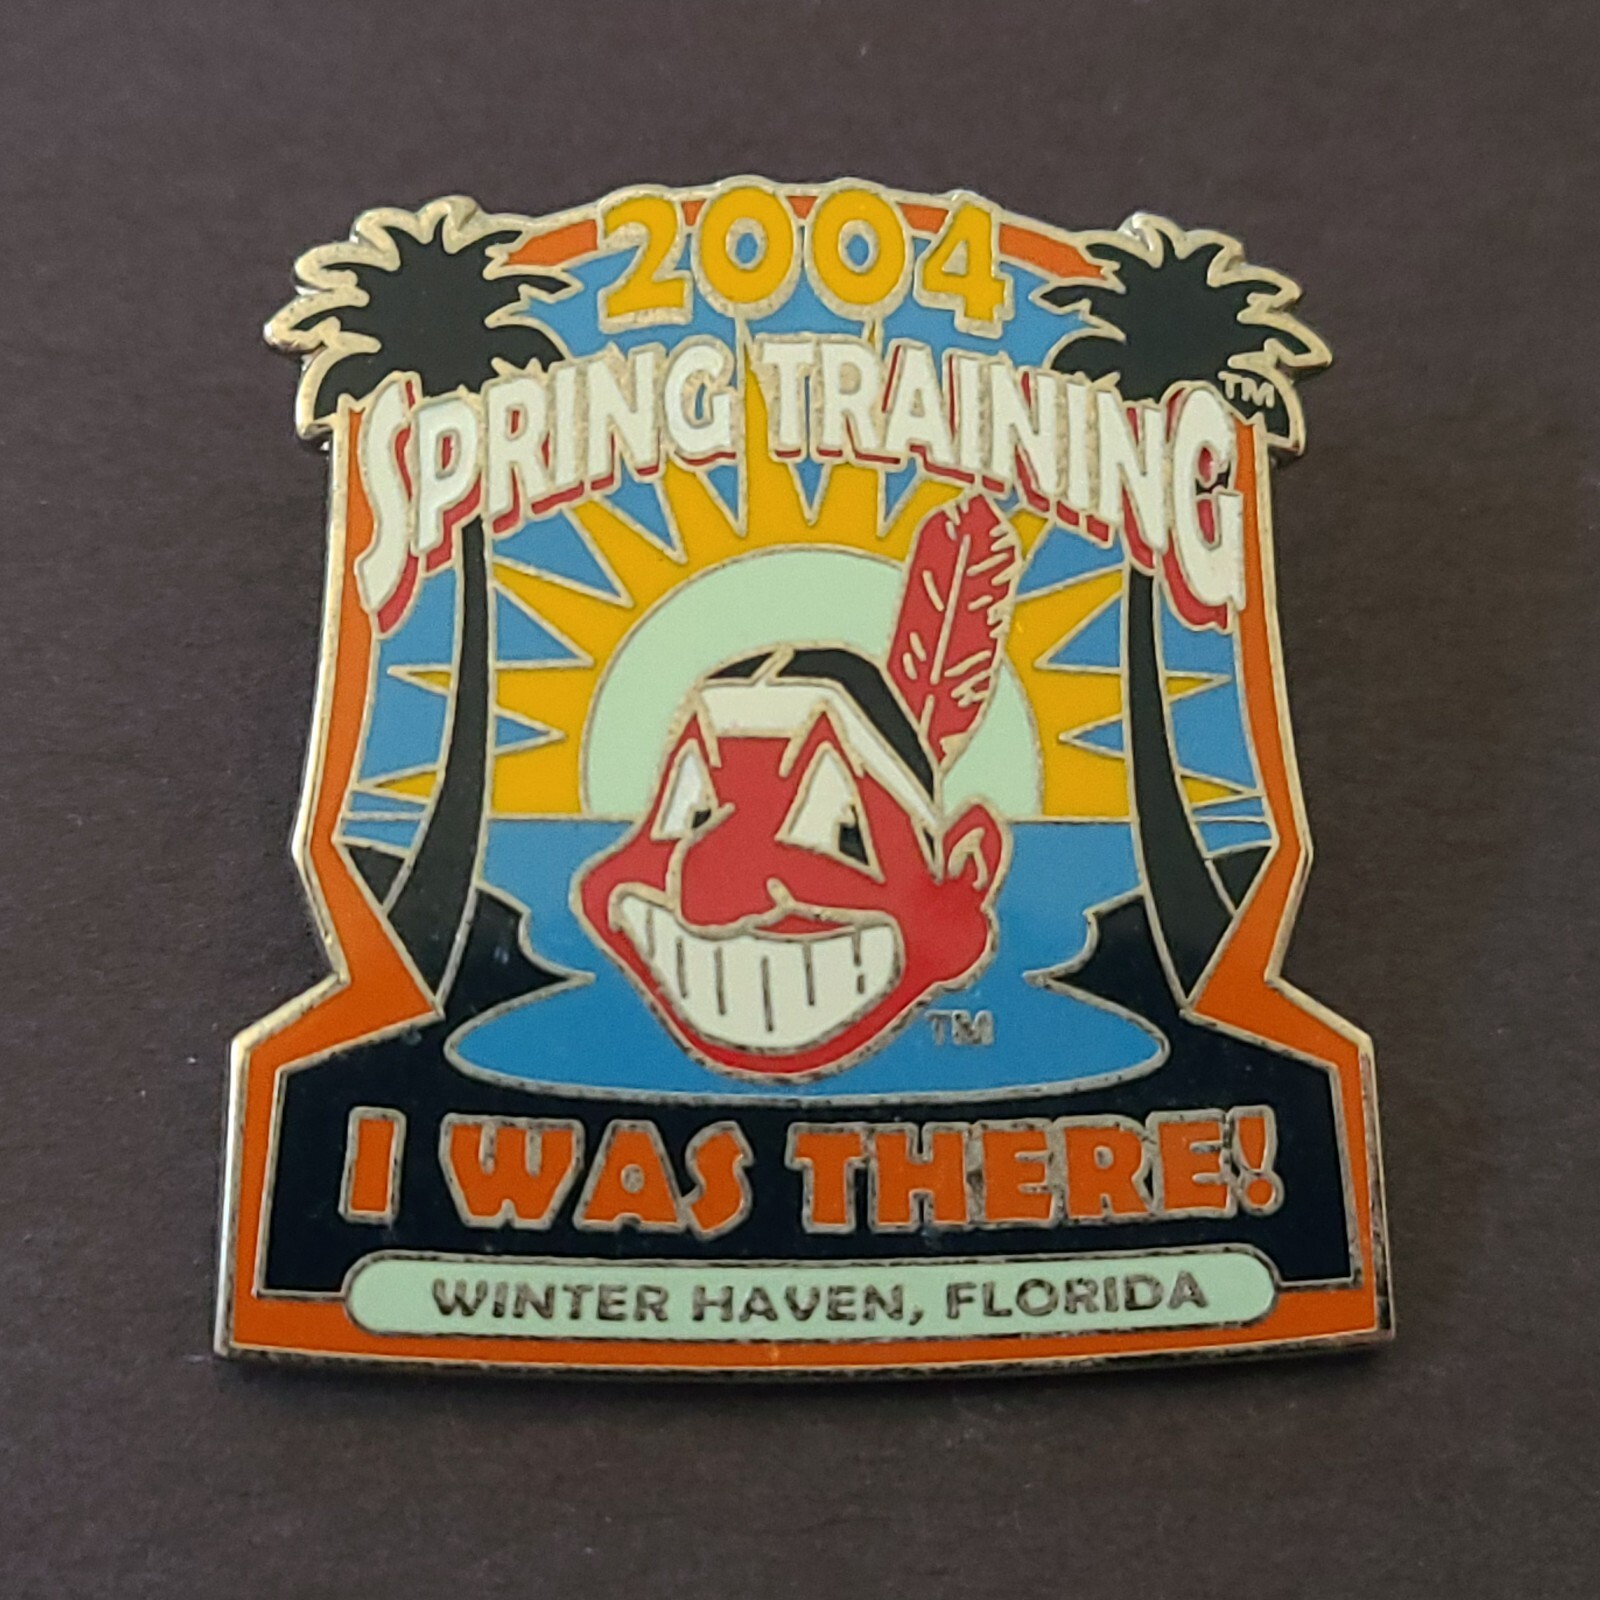 2004
SPRING TRAINING™
™
I WAS THERE!
WINTER HAVEN, FLORIDA